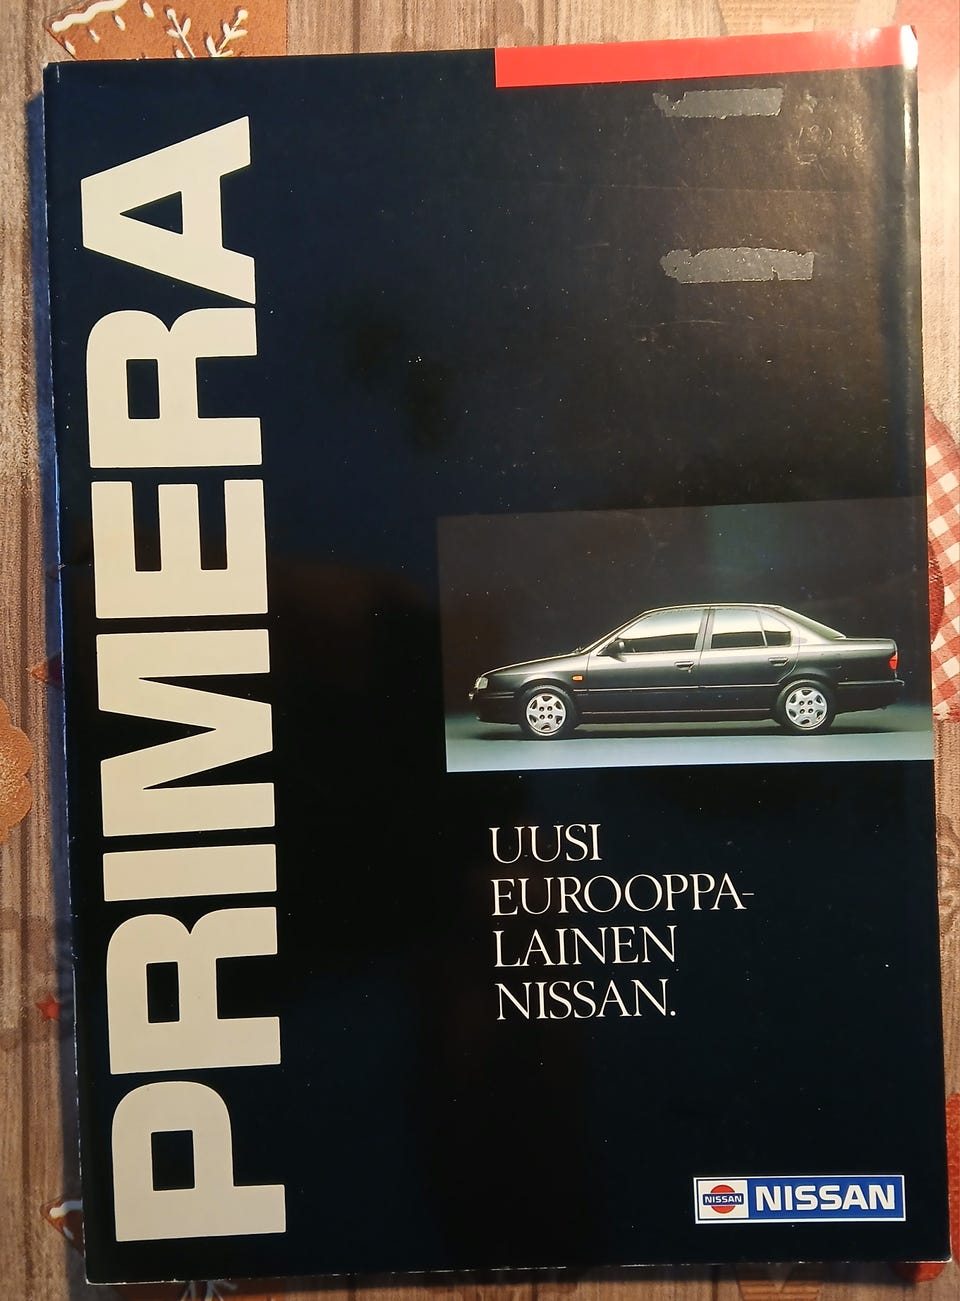 PRIMERA
UUSI
EUROOPPA-
LAINEN
NISSAN.
NISSAN NISSAN